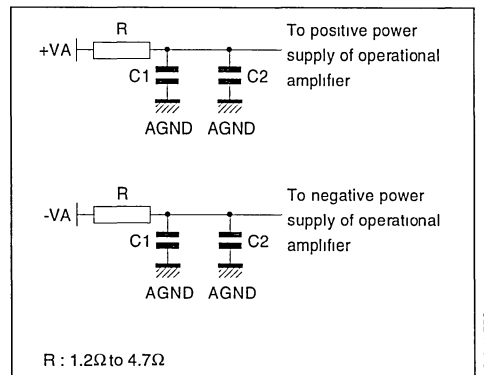 R
+VA
To positive power
supply of operational
amplifier
C1
C2
AGND
AGND
R
-VA
To negative power
supply of operational
amplifier
C1
C2
AGND
AGND
R : 1.2Ω to 4.7Ω